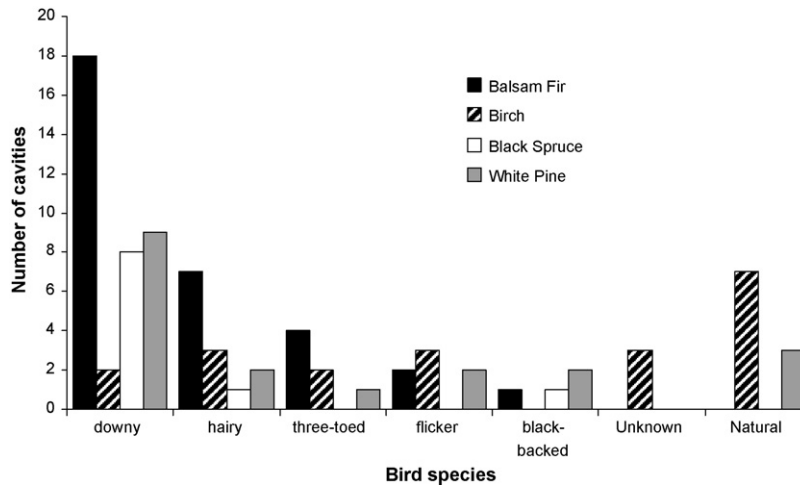 20
18
16
14
12
10
8
6
4
2
0
Number of cavities
Balsam Fir
Birch
Black Spruce
White Pine
downy hairy three-toed flicker black- Unknown Natural
backed
Bird species